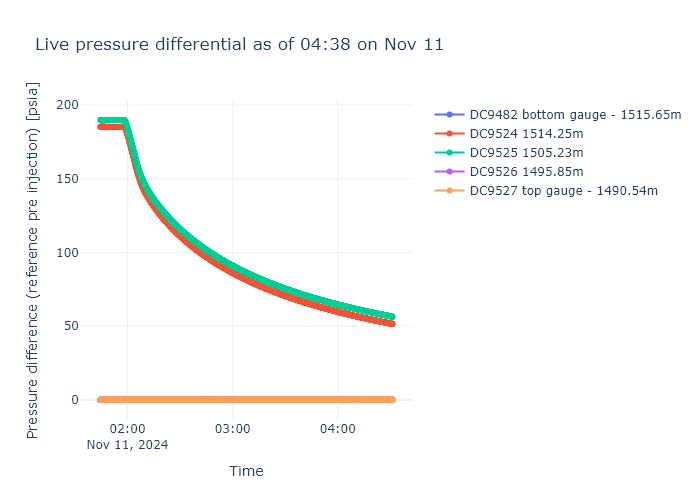 Live pressure differential as of 04:38 on Nov 11
Pressure difference (reference pre injection) [psia]
200
150
100
50
0
02:00
Nov 11, 2024
03:00
04:00
Time
DC9482 bottom gauge - 1515.65m
DC9524 1514.25m
DC9525 1505.23m
DC9526 1495.85m
DC9527 top gauge - 1490.54m